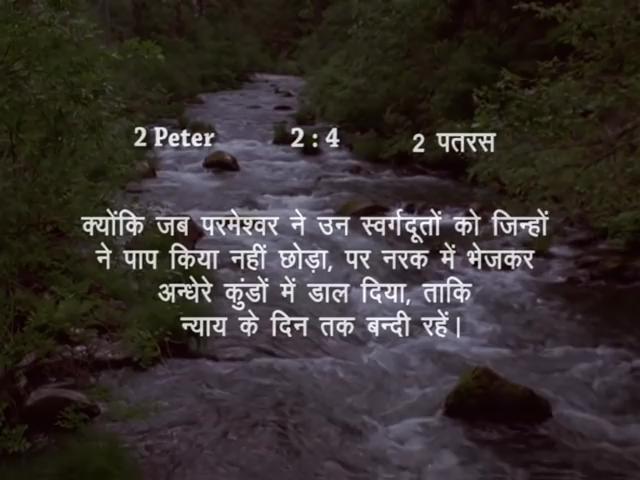 2 Peter 2 : 4 2 पतरस
क्योंकि जब परमेश्वर ने उन स्वर्गदूतों को जिन्हों
ने पाप किया नहीं छोड़ा, पर नरक में भेजकर
अन्धेरे कुंडों में डाल दिया, ताकि
न्याय के दिन तक बन्दी रहें।